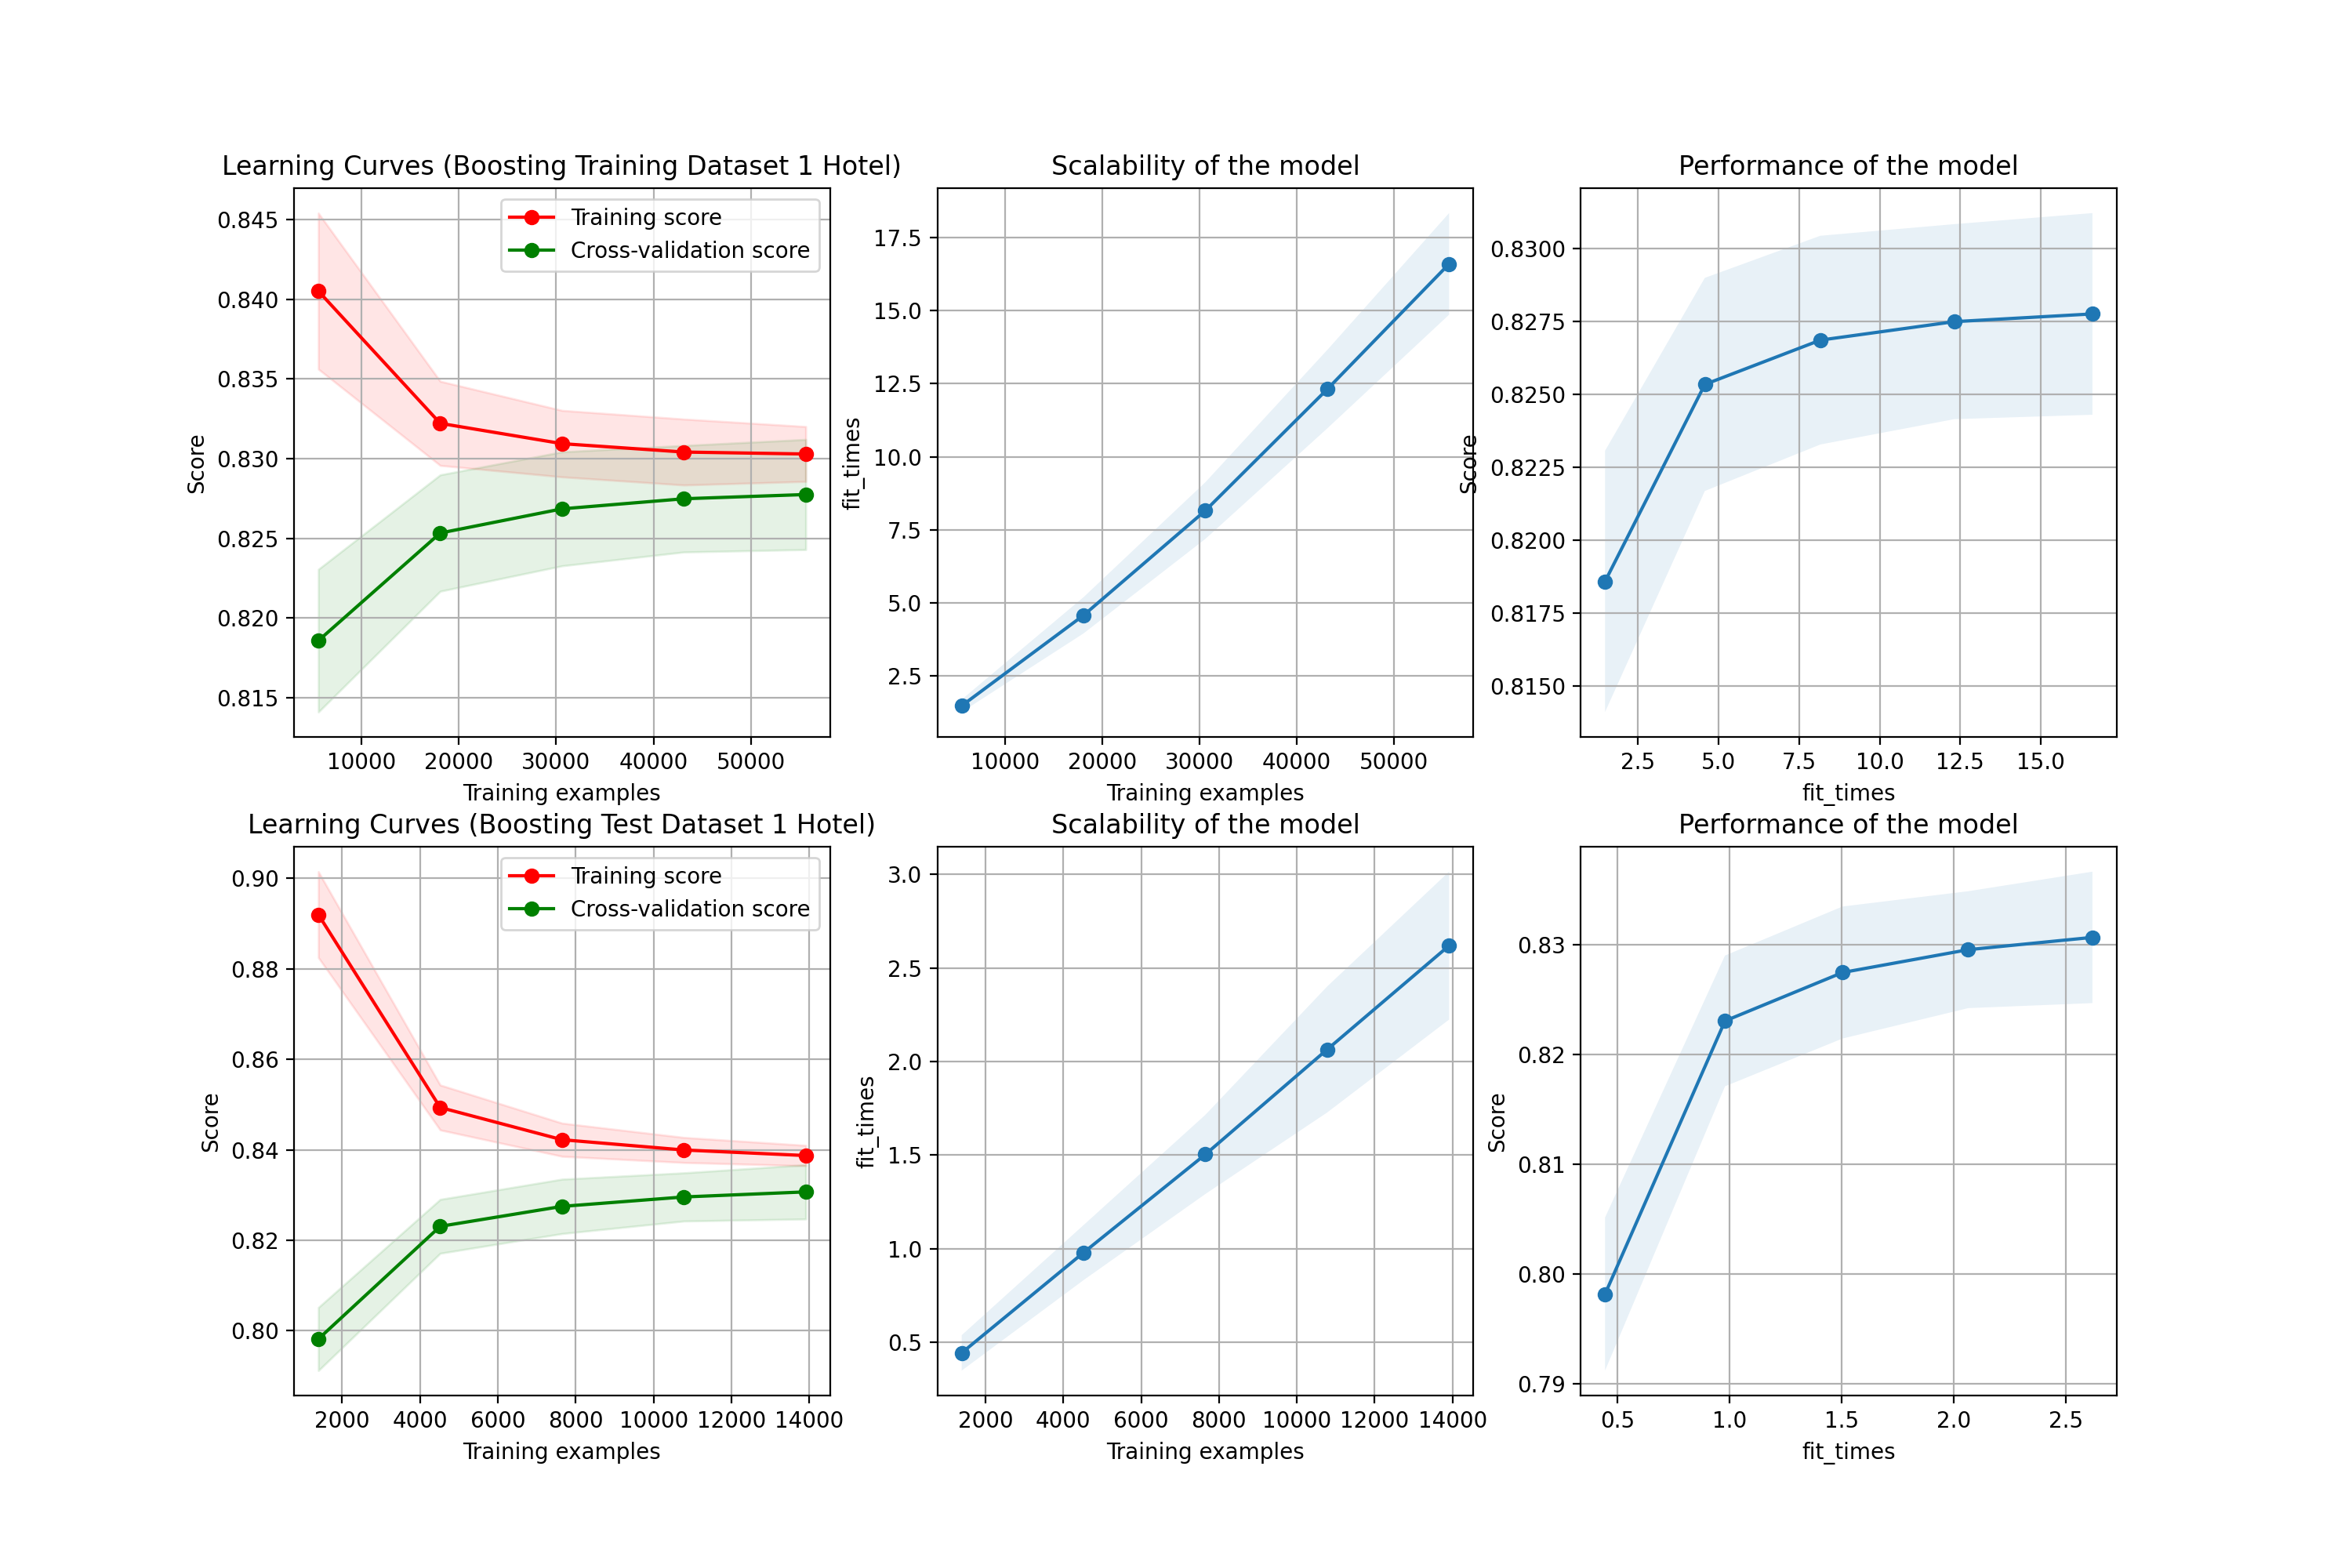 Learning Curves (Boosting Training Dataset 1 Hotel)
Score
0.845
0.840
0.835
0.830
0.825
0.820
0.815
Training score
Cross-validation score
10000 20000 30000 40000 50000
Training examples
Scalability of the model
fit_times
17.5
15.0
12.5
10.0
7.5
5.0
2.5
10000 20000 30000 40000 50000
Training examples
Performance of the model
Score
0.8300
0.8275
0.8250
0.8225
0.8200
0.8175
0.8150
2.5 5.0 7.5 10.0 12.5 15.0
fit_times
Learning Curves (Boosting Test Dataset 1 Hotel)
Score
0.90
0.88
0.86
0.84
0.82
0.80
Training score
Cross-validation score
2000 4000 6000 8000 10000 12000 14000
Training examples
Scalability of the model
fit_times
3.0
2.5
2.0
1.5
1.0
0.5
2000 4000 6000 8000 10000 12000 14000
Training examples
Performance of the model
Score
0.83
0.82
0.81
0.80
0.79
0.5 1.0 1.5 2.0 2.5
fit_times